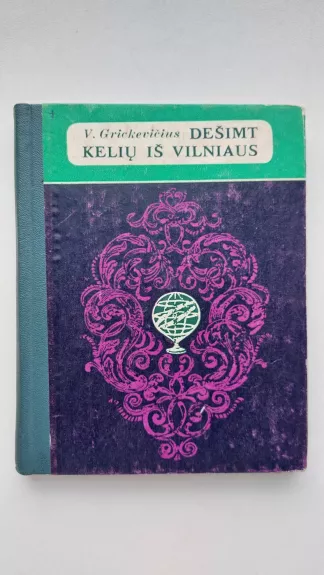 V. Grickevičius DEŠIMT
KELIŲ IŠ VILNIAUS